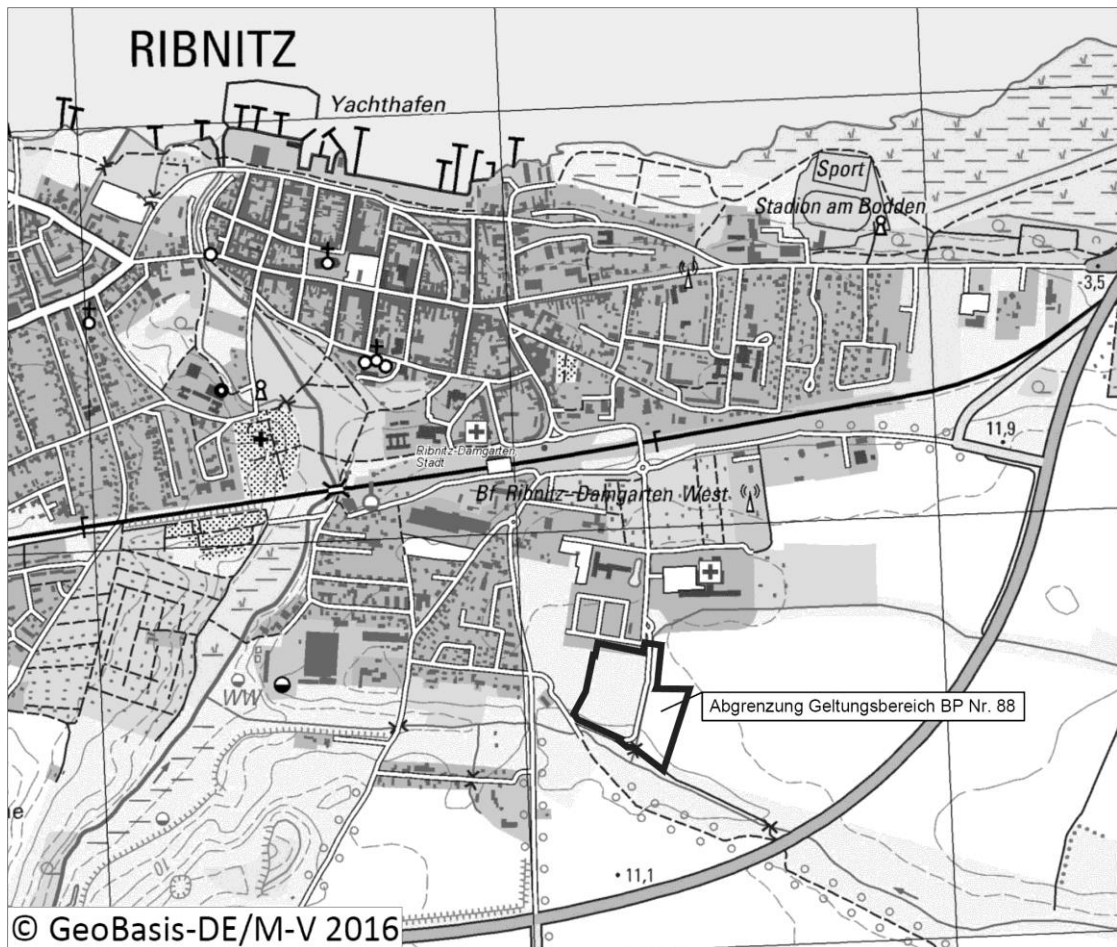 RIBNITZ
Yachthafen
Sport
Stadion am Bodden
-3,5
11,9
Ribnitz-Damgarten
Stadt
Bf Ribnitz-Damgarten West
WW
Abgrenzung Geltungsbereich BP Nr. 88
11,1
© GeoBasis-DE/M-V 2016